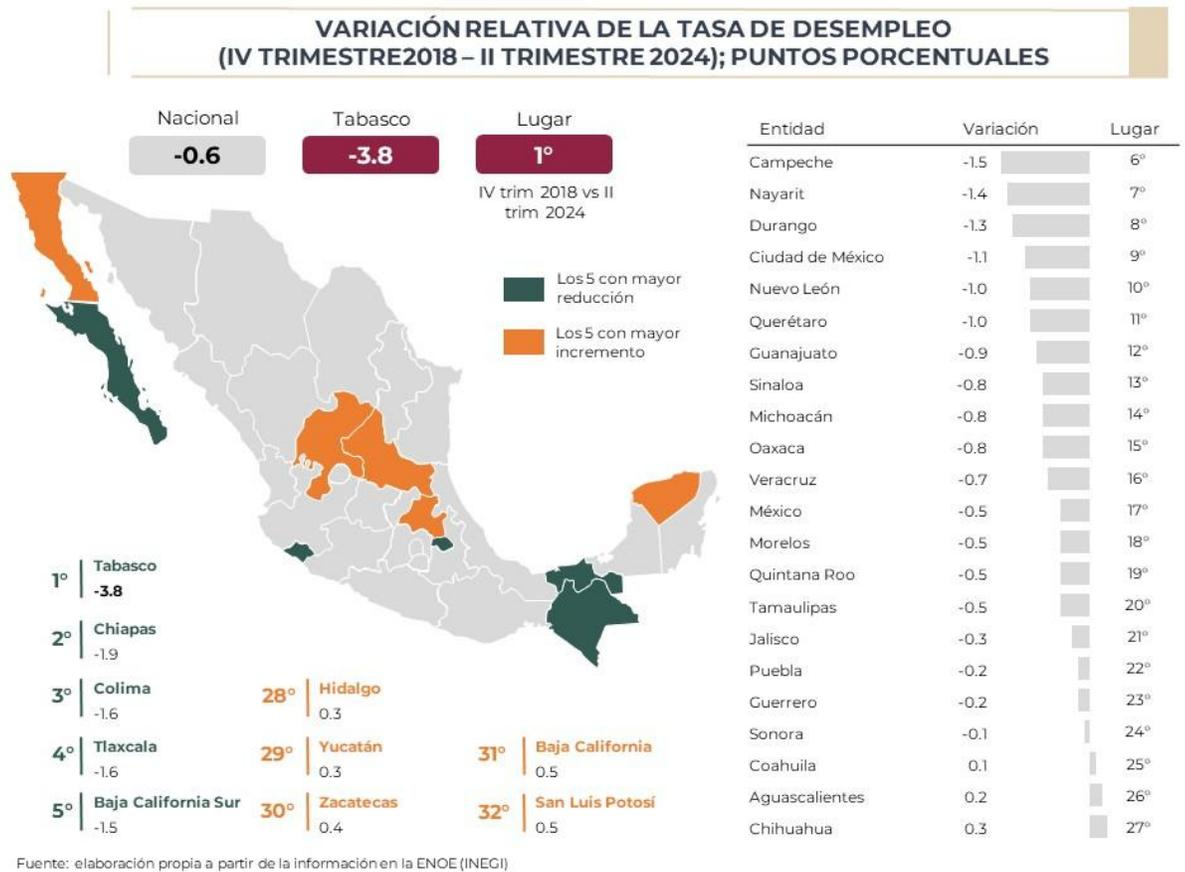 VARIACIÓN RELATIVA DE LA TASA DE DESEMPLEO
(IV TRIMESTRE2018 – II TRIMESTRE 2024); PUNTOS PORCENTUALES
Nacional
-0.6
Tabasco
-3.8
Lugar
1°
IV trim 2018 vs II
trim 2024
Los 5 con mayor
reducción
Los 5 con mayor
incremento
1°
Tabasco
-3.8
2°
Chiapas
-1.9
3°
Colima
-1.6
4°
Tlaxcala
-1.6
5°
Baja California Sur
-1.5
28°
Hidalgo
0.3
29°
Yucatán
0.3
30°
Zacatecas
0.4
31°
Baja California
0.5
32°
San Luis Potosí
0.5
Entidad Variación Lugar
Campeche -1.5 6°
Nayarit -1.4 7°
Durango -1.3 8°
Ciudad de México -1.1 9°
Nuevo León -1.0 10°
Querétaro -1.0 11°
Guanajuato -0.9 12°
Sinaloa -0.8 13°
Michoacán -0.8 14°
Oaxaca -0.8 15°
Veracruz -0.7 16°
México -0.5 17°
Morelos -0.5 18°
Quintana Roo -0.5 19°
Tamaulipas -0.5 20°
Jalisco -0.3 21°
Puebla -0.2 22°
Guerrero -0.2 23°
Sonora -0.1 24°
Coahuila 0.1 25°
Aguascalientes 0.2 26°
Chihuahua 0.3 27°
Fuente: elaboración propia a partir de la información en la ENOE (INEGI)